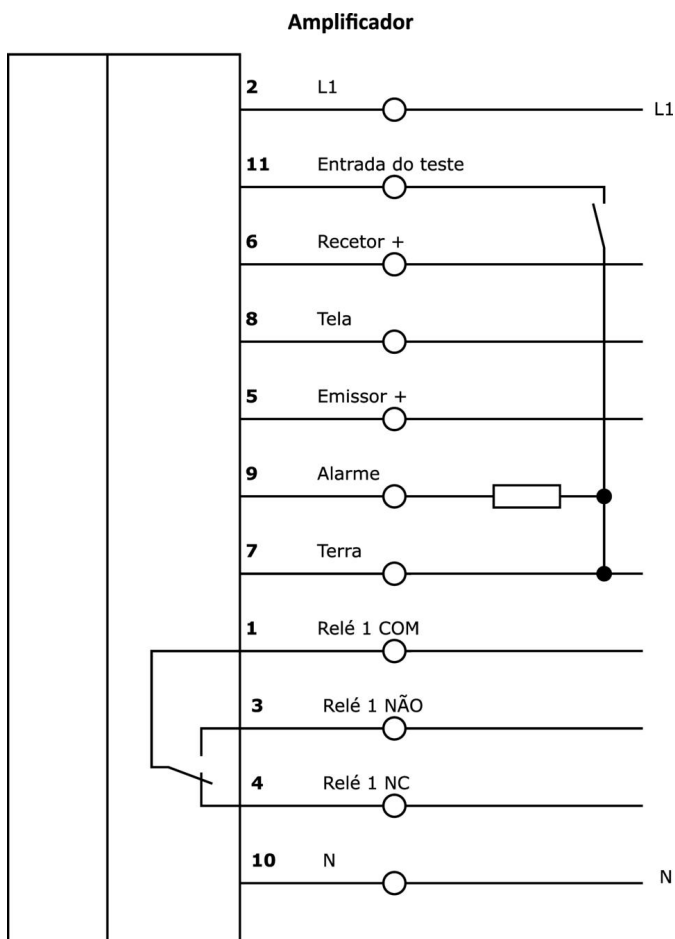 Amplificador
2 L1
L1
11 Entrada do teste
6 Recetor +
8 Tela
5 Emissor +
9 Alarme
7 Terra
1 Relé 1 COM
3 Relé 1 NÃO
4 Relé 1 NC
10 N
N